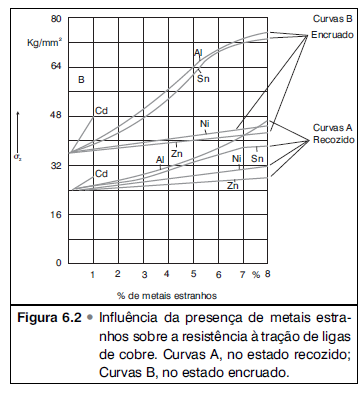 80
Kg/mm²
64
48
32
16
0
σz
B
Cd
Al
Sn
Ni
Zn
Cd
Al
Ni
Sn
Zn
Curvas B
Encruado
Curvas A
Recozido
1 2 3 4 5 6 7 % 8
% de metais estranhos
Figura 6.2 • Influência da presença de metais estra-
nhos sobre a resistência à tração de ligas
de cobre. Curvas A, no estado recozido;
Curvas B, no estado encruado.